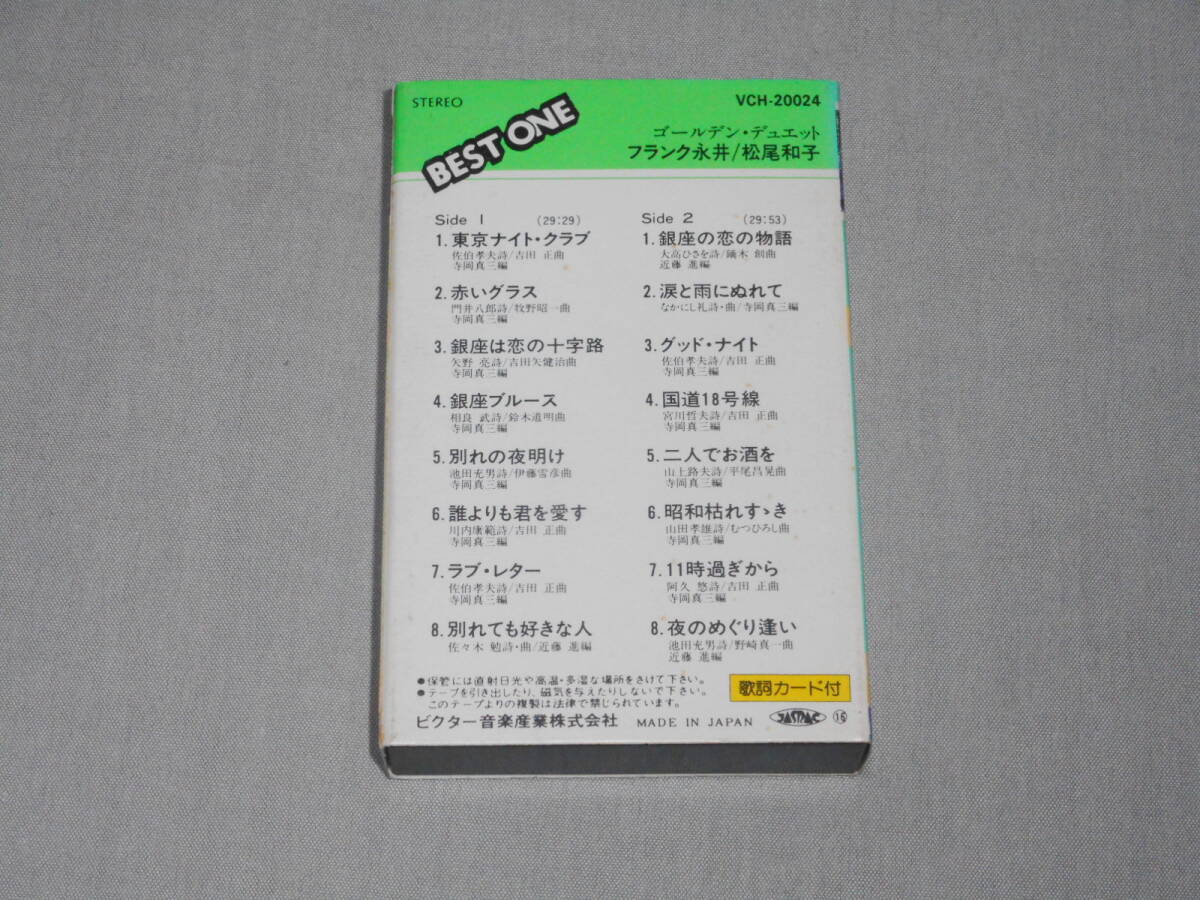 STEREO
VCH-20024
BEST ONE
ゴールデン・デュエット
フランク永井/松尾和子
Side 1 (29:29)
1.東京ナイト・クラブ
佐伯孝夫詩/吉田 正曲
寺岡真三編
2.赤いグラス
門井八郎詩/牧野昭一曲
寺岡真三編
3.銀座は恋の十字路
矢野 亮詩/吉田矢健治曲
寺岡真三編
4.銀座ブルース
相良 武詩/鈴木道明曲
寺岡真三編
5.別れの夜明け
池田充男詩/伊藤雪彦曲
寺岡真三編
6.誰よりも君を愛す
川内康範詩/吉田 正曲
寺岡真三編
7.ラブ・レター
佐伯孝夫詩/吉田 正曲
寺岡真三編
8.別れても好きな人
佐々木 勉詩・曲/近藤 進編
Side 2 (29:53)
1.銀座の恋の物語
大高ひさを詩/鏑木 創曲
近藤 進編
2.涙と雨にぬれて
なかにし礼詩・曲/寺岡真三編
3.グッド・ナイト
佐伯孝夫詩/吉田 正曲
寺岡真三編
4.国道18号線
宮川哲夫詩/吉田 正曲
寺岡真三編
5.二人でお酒を
山上路夫詩/平尾昌晃曲
寺岡真三編
6.昭和枯れすゝき
山田孝雄詩/むつひろし曲
寺岡真三編
7.11時過ぎから
阿久 悠詩/吉田 正曲
寺岡真三編
8.夜のめぐり逢い
池田充男詩/野崎真一曲
近藤 進編
●保管には直射日光や高温・多湿な場所をさけて下さい。
●テープを引き出したり、磁気を与えたりしないで下さい。
このテープよりの複製は法律で禁じられています。
歌詞カード付
ビクター音楽産業株式会社 MADE IN JAPAN JASRAC ⑮